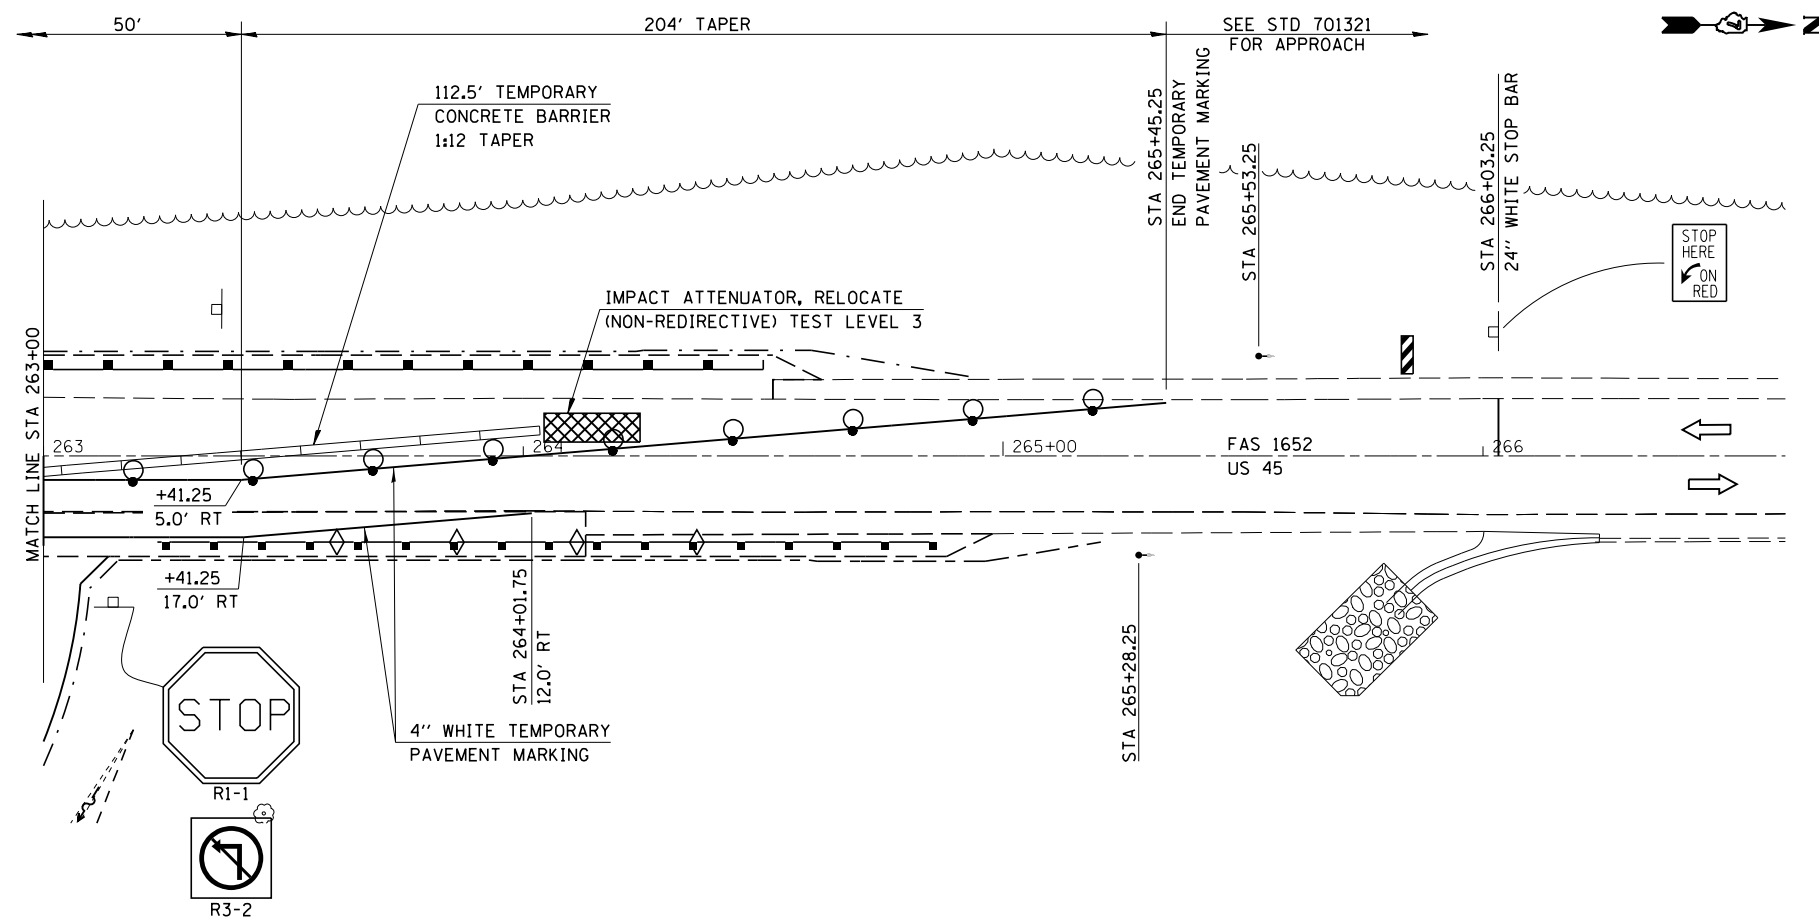 50' 204' TAPER SEE STD 701321
FOR APPROACH
N
112.5' TEMPORARY
CONCRETE BARRIER
1:12 TAPER
STA 265+45.25
END TEMPORARY
PAVEMENT MARKING
STA 265+53.25
STA 266+03.25
24" WHITE STOP BAR
STOP
HERE
ON
RED
IMPACT ATTENUATOR, RELOCATE
(NON-REDIRECTIVE) TEST LEVEL 3
MATCH LINE STA 263+00
263 264 265+00 266
FAS 1652
US 45
+41.25
5.0' RT
+41.25
17.0' RT
STA 264+01.75
12.0' RT
STA 265+28.25
4" WHITE TEMPORARY
PAVEMENT MARKING
STOP
R1-1
R3-2